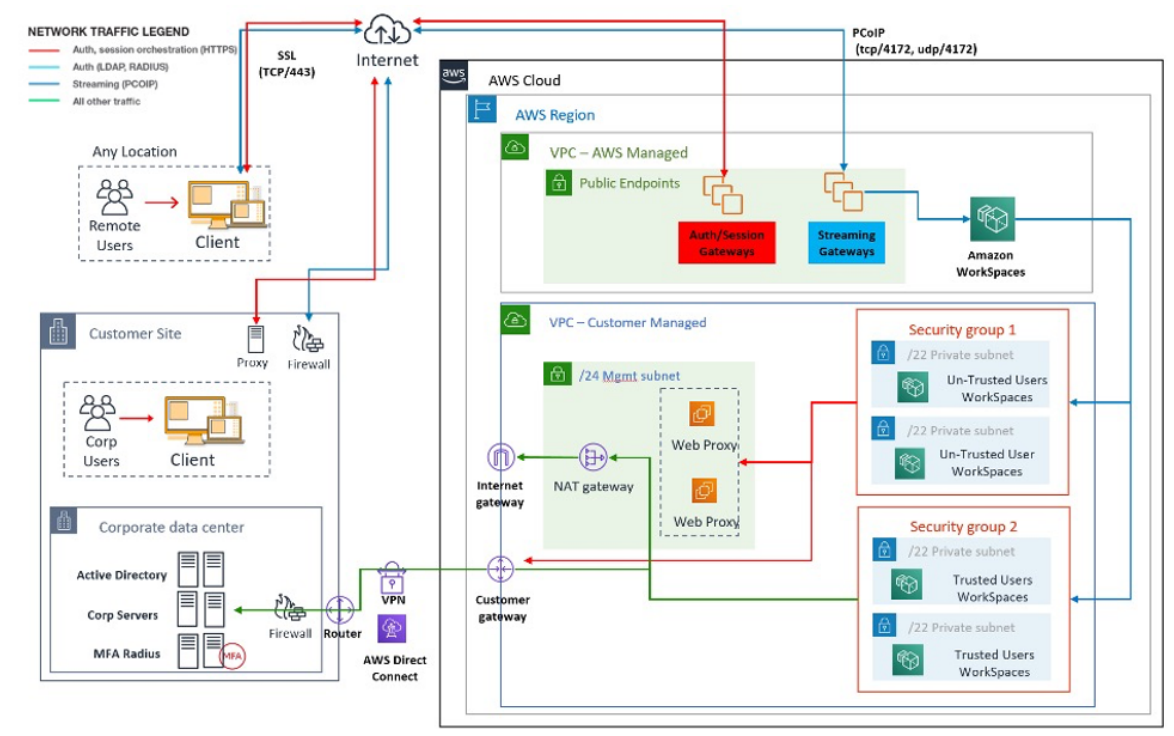 NETWORK TRAFFIC LEGEND
Auth, session orchestration (HTTPS)
Auth (LDAP, RADIUS)
Streaming (PCOIP)
All other traffic
SSL
(TCP/443)
Internet
PCoIP
(tcp/4172, udp/4172)
aws
AWS Cloud
AWS Region
VPC – AWS Managed
Public Endpoints
Auth/Session
Gateways
Streaming
Gateways
Amazon
WorkSpaces
Any Location
Remote
Users
Client
Customer Site
Proxy
Firewall
Corp
Users
Client
Corporate data center
Active Directory
Corp Servers
MFA Radius
MFA
Firewall
Router
VPN
AWS Direct
Connect
VPC – Customer Managed
/24 Mgmt subnet
Web Proxy
Web Proxy
NAT gateway
Internet
gateway
Customer
gateway
Security group 1
/22 Private subnet
Un-Trusted Users
WorkSpaces
/22 Private subnet
Un-Trusted User
WorkSpaces
Security group 2
/22 Private subnet
Trusted Users
WorkSpaces
/22 Private subnet
Trusted Users
WorkSpaces